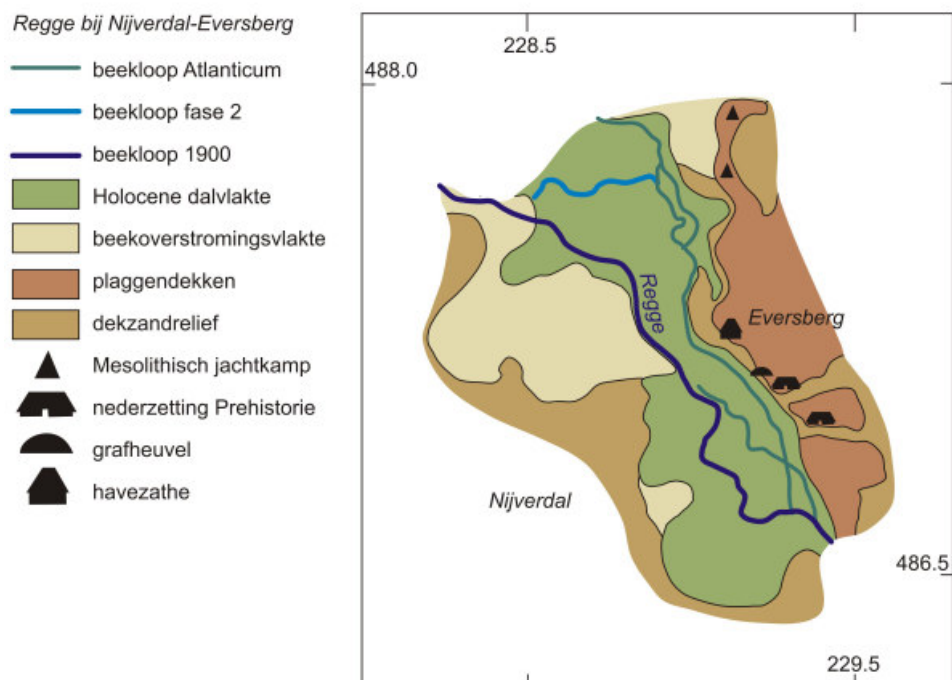 Regge bij Nijverdal-Eversberg
beekloop Atlanticum
beekloop fase 2
beekloop 1900
Holocene dalvlakte
beekoverstromingsvlakte
plaggendekken
dekzandrelief
Mesolithisch jachtkamp
nederzetting Prehistorie
grafheuvel
havezathe
228.5
488.0
Regge
Eversberg
Nijverdal
486.5
229.5